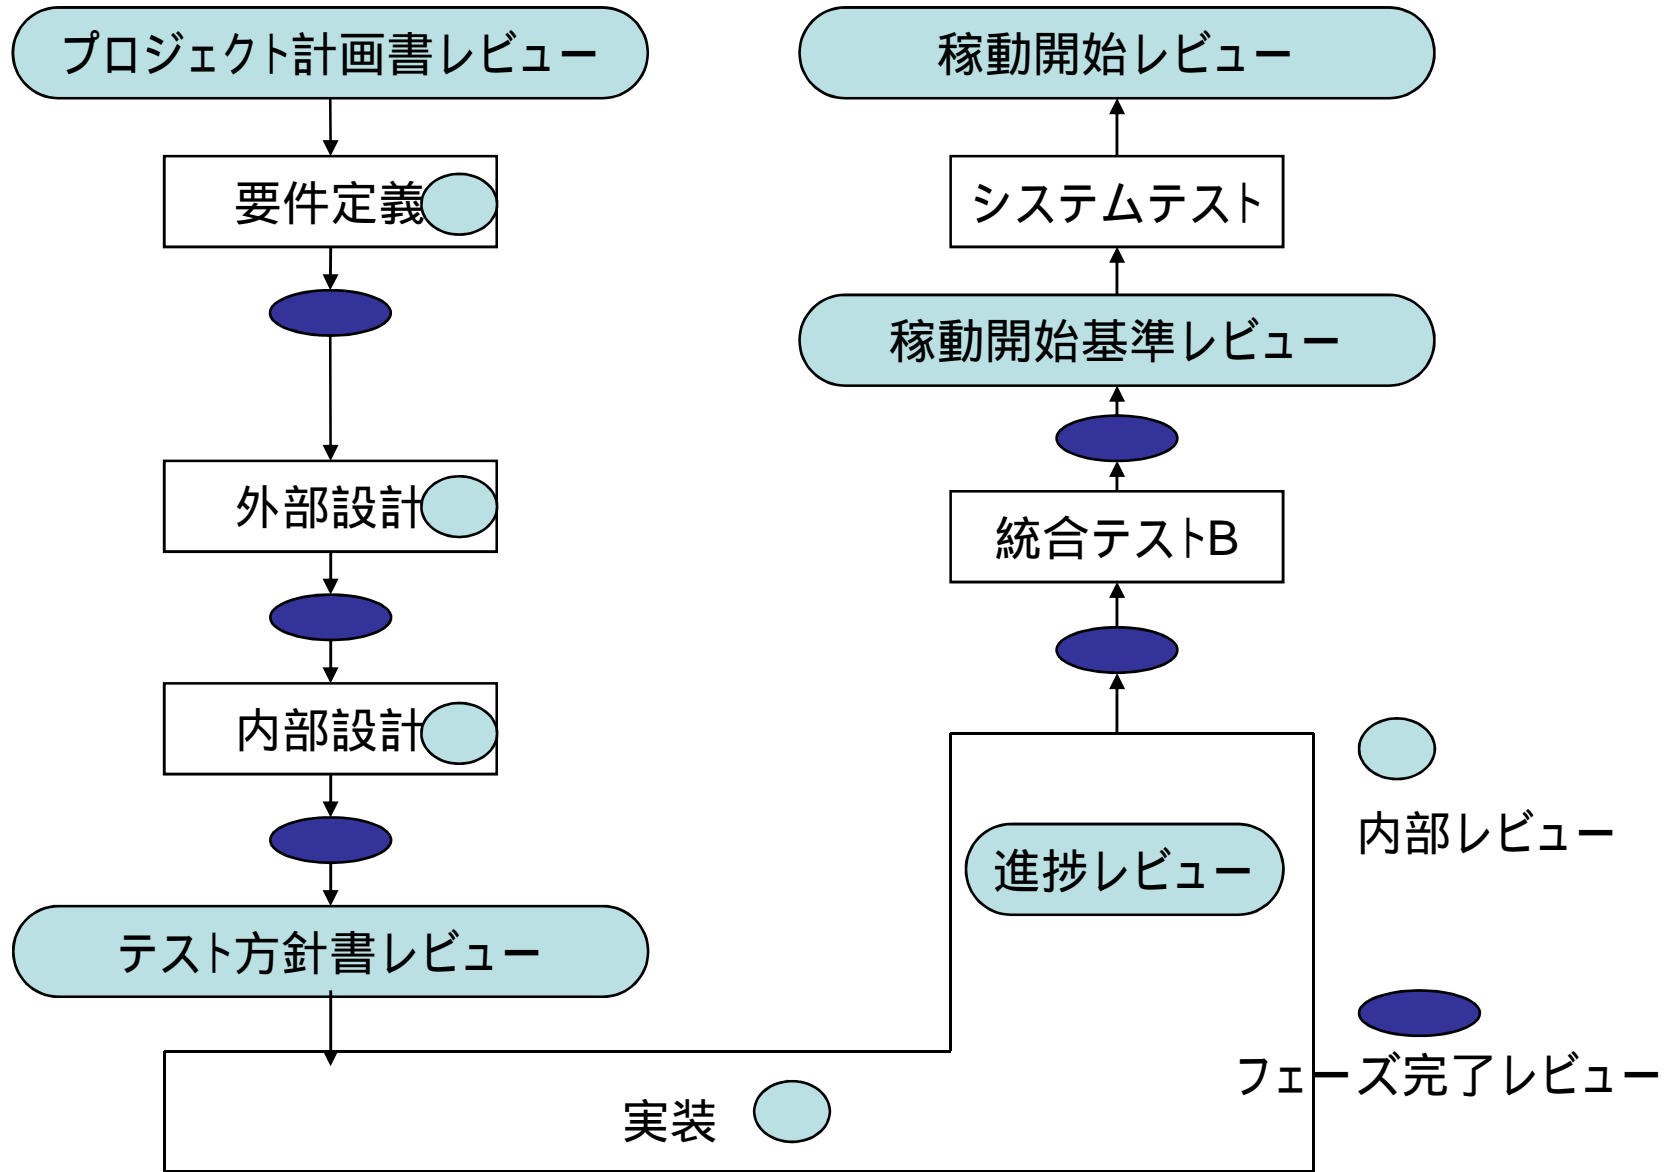 プロジェクト計画書レビュー
要件定義
外部設計
内部設計
テスト方針書レビュー
実装
稼動開始レビュー
システムテスト
稼動開始基準レビュー
統合テストB
進捗レビュー
内部レビュー
フェーズ完了レビュー